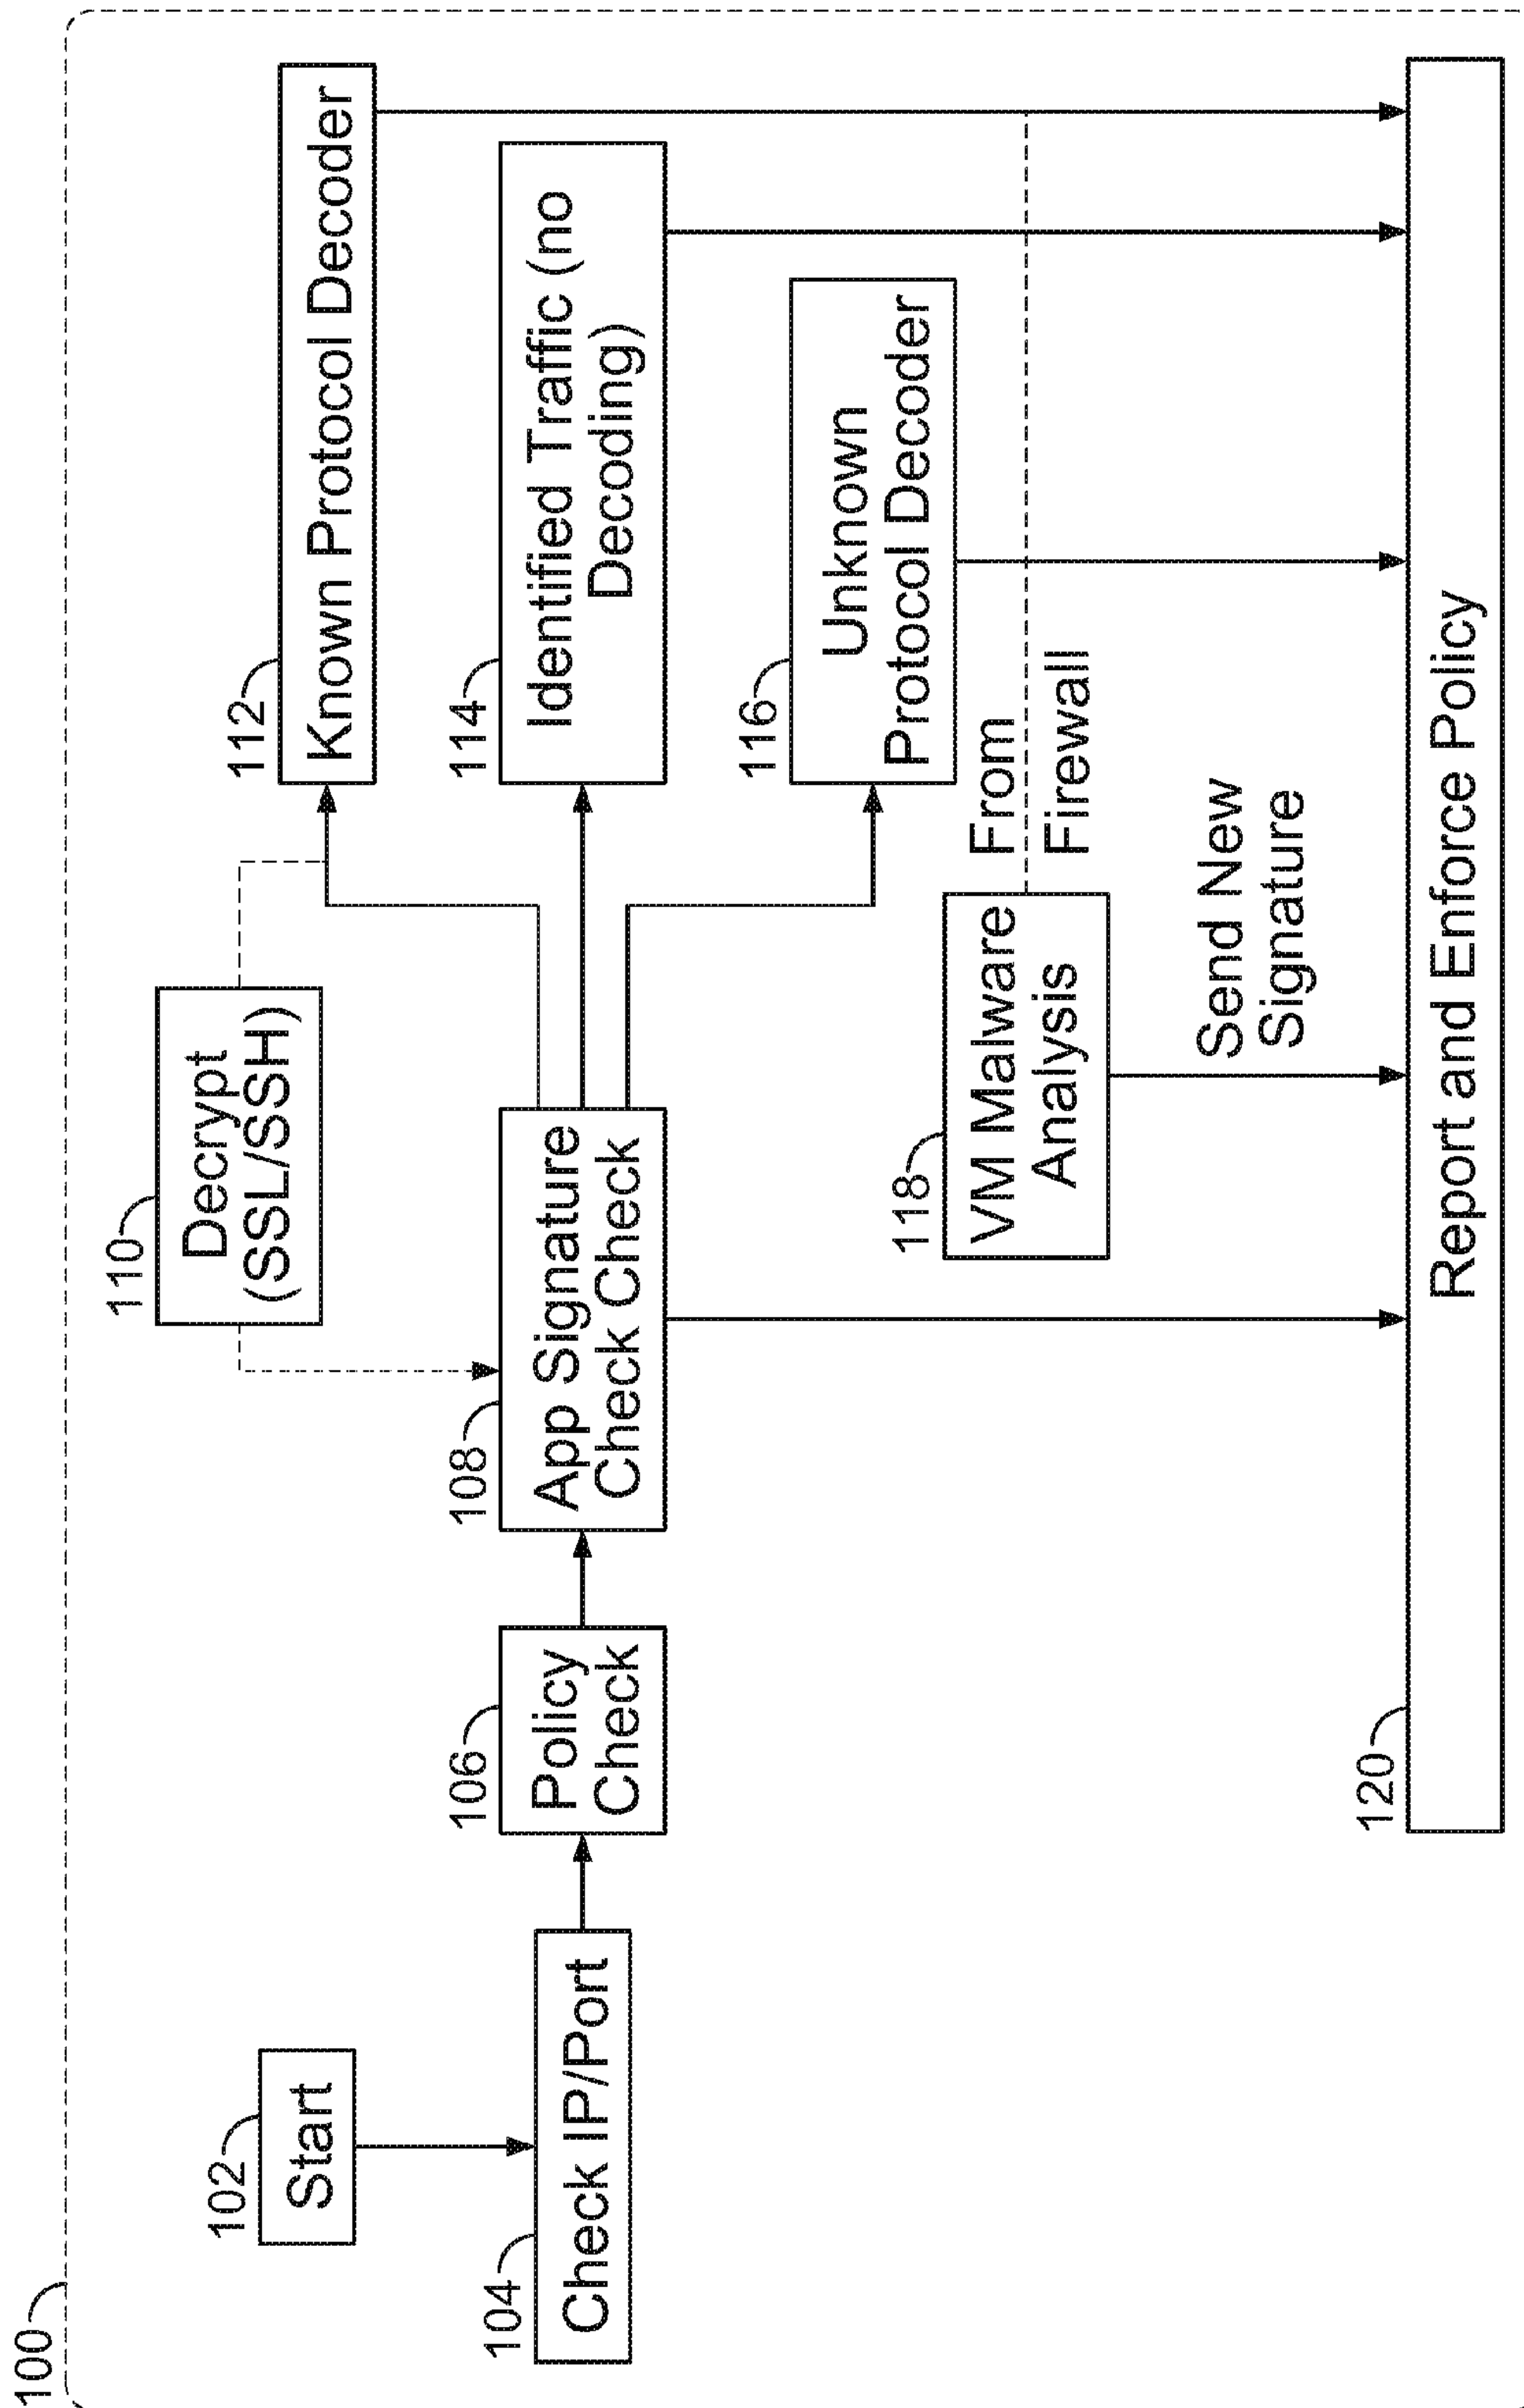 100
102
Start
104
Check IP/Port
106
Policy
Check
108
App Signature
Check Check
110
Decrypt
(SSL/SSH)
112
Known Protocol Decoder
114
Identified Traffic (no
Decoding)
116
Unknown
Protocol Decoder
118
VM Malware
Analysis
From
Firewall
Send New
Signature
120
Report and Enforce Policy